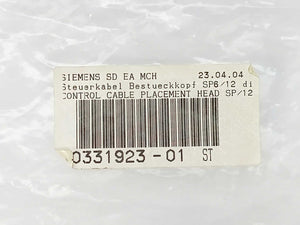 SIEMENS SD EA MCH 23.04.04
Steuerkabel Bestueckkopf SP6/12 di
CONTROL CABLE PLACEMENT HEAD SP/12
00331923-01 ST